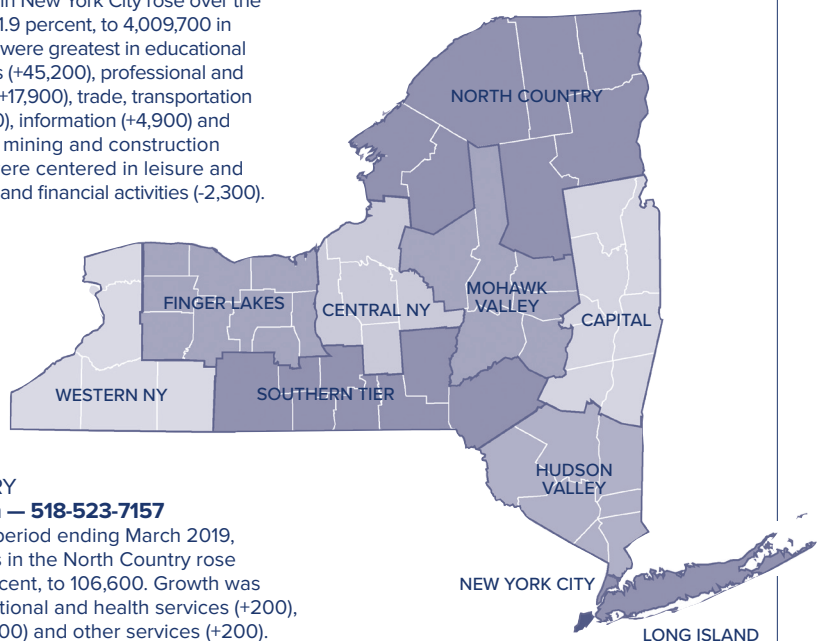 in New York City rose over the
1.9 percent, to 4,009,700 in
were greatest in educational
s (+45,200), professional and
+17,900), trade, transportation
0), information (+4,900) and
mining and construction
ere centered in leisure and
and financial activities (-2,300).
NORTH COUNTRY
FINGER LAKES
CENTRAL NY
MOHAWK
VALLEY
CAPITAL
WESTERN NY
SOUTHERN TIER
HUDSON
VALLEY
NEW YORK CITY
LONG ISLAND
RY
— 518-523-7157
period ending March 2019,
s in the North Country rose
cent, to 106,600. Growth was
tional and health services (+200),
00) and other services (+200).